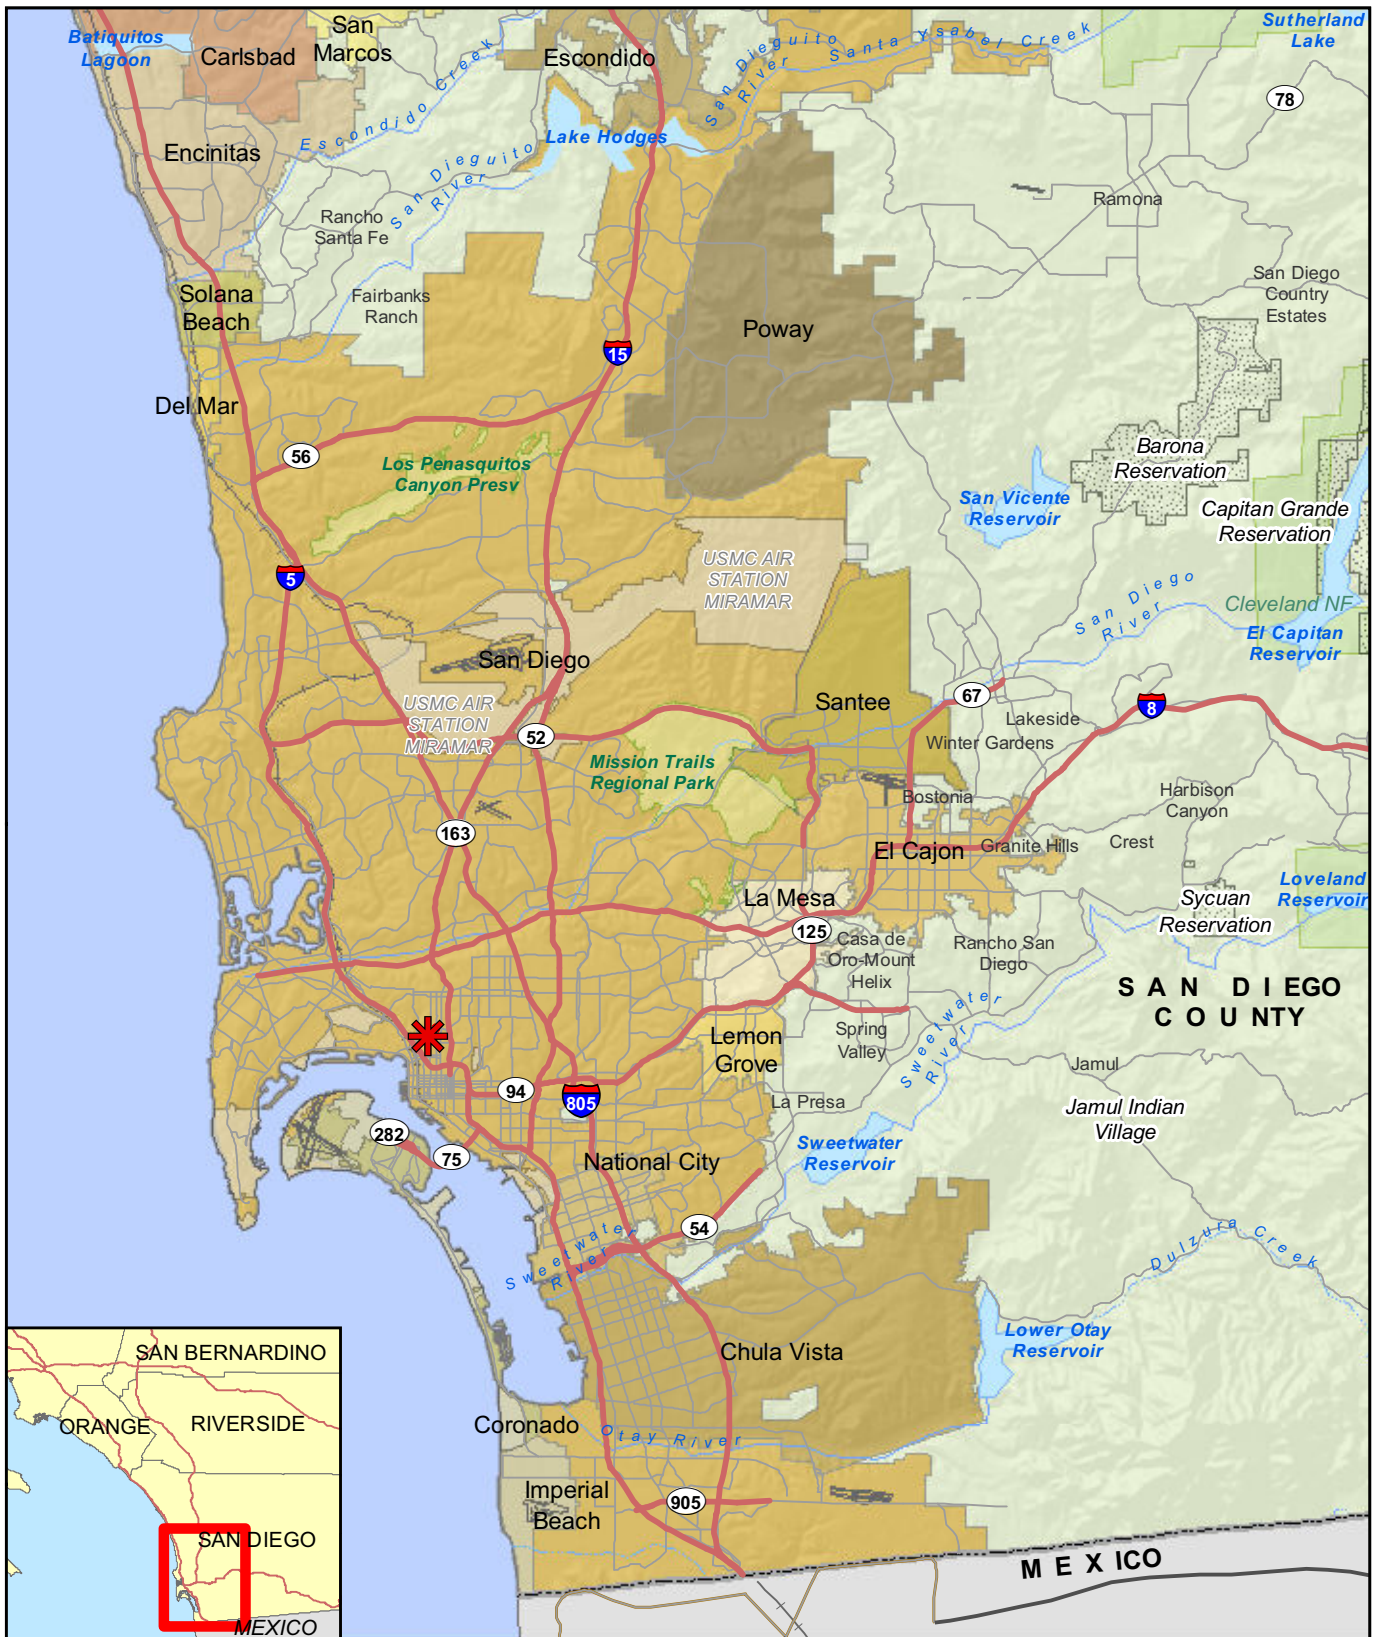 Batiquitos
Lagoon
Carlsbad
San
Marcos
Escondido
San Dieguito
River
Santa Ysabel Creek
Sutherland
Lake
78
Encinitas
Escondido Creek
Lake Hodges
San Dieguito
River
Rancho
Santa Fe
Ramona
Solana
Beach
Fairbanks
Ranch
San Diego
Country
Estates
15
Poway
Del Mar
56
Los Penasquitos
Canyon Presv
Barona
Reservation
San Vicente
Reservoir
Capitan Grande
Reservation
5
USMC AIR
STATION
MIRAMAR
San Diego
River
Cleveland NF
El Capitan
Reservoir
San Diego
USMC AIR
STATION
MIRAMAR
Santee
67
8
Lakeside
Winter Gardens
52
Mission Trails
Regional Park
Bostonia
Harbison
Canyon
163
El Cajon
Granite Hills
Crest
La Mesa
Loveland
Reservoir
Sycuan
Reservation
125
Casa de
Oro-Mount
Helix
Rancho San
Diego
SAN DIEGO
COUNTY
Spring
Valley
Sweetwater
River
Lemon
Grove
Jamul
94
805
La Presa
Jamul Indian
Village
282
75
Sweetwater
Reservoir
National City
54
Sweetwater
River
Dulzura Creek
Lower Otay
Reservoir
Chula Vista
Coronado
Otay River
Imperial
Beach
905
MEXICO
SAN BERNARDINO
ORANGE
RIVERSIDE
SAN DIEGO
MEXICO